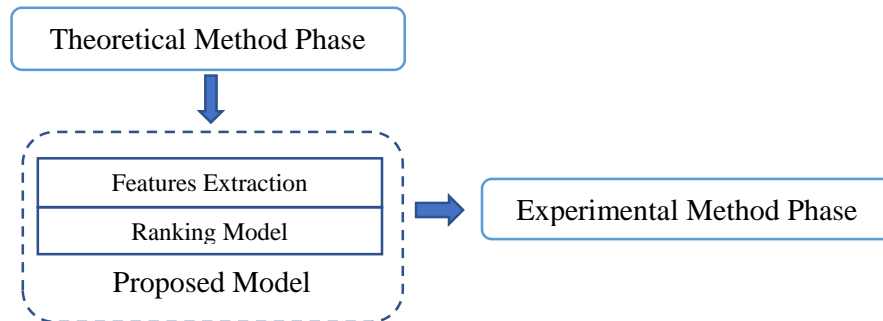 Theoretical Method Phase
Features Extraction
Ranking Model
Proposed Model
Experimental Method Phase